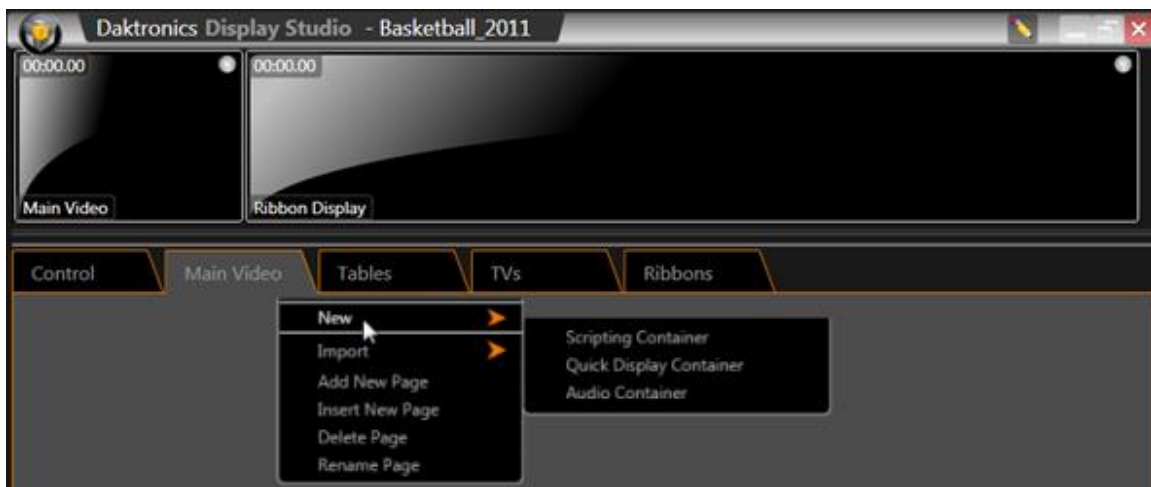 Daktronics Display Studio - Basketball_2011
00:00.00
00:00.00
Main Video
Ribbon Display
Control
Main Video
Tables
TVs
Ribbons
New
Import
Add New Page
Insert New Page
Delete Page
Rename Page
Scripting Container
Quick Display Container
Audio Container